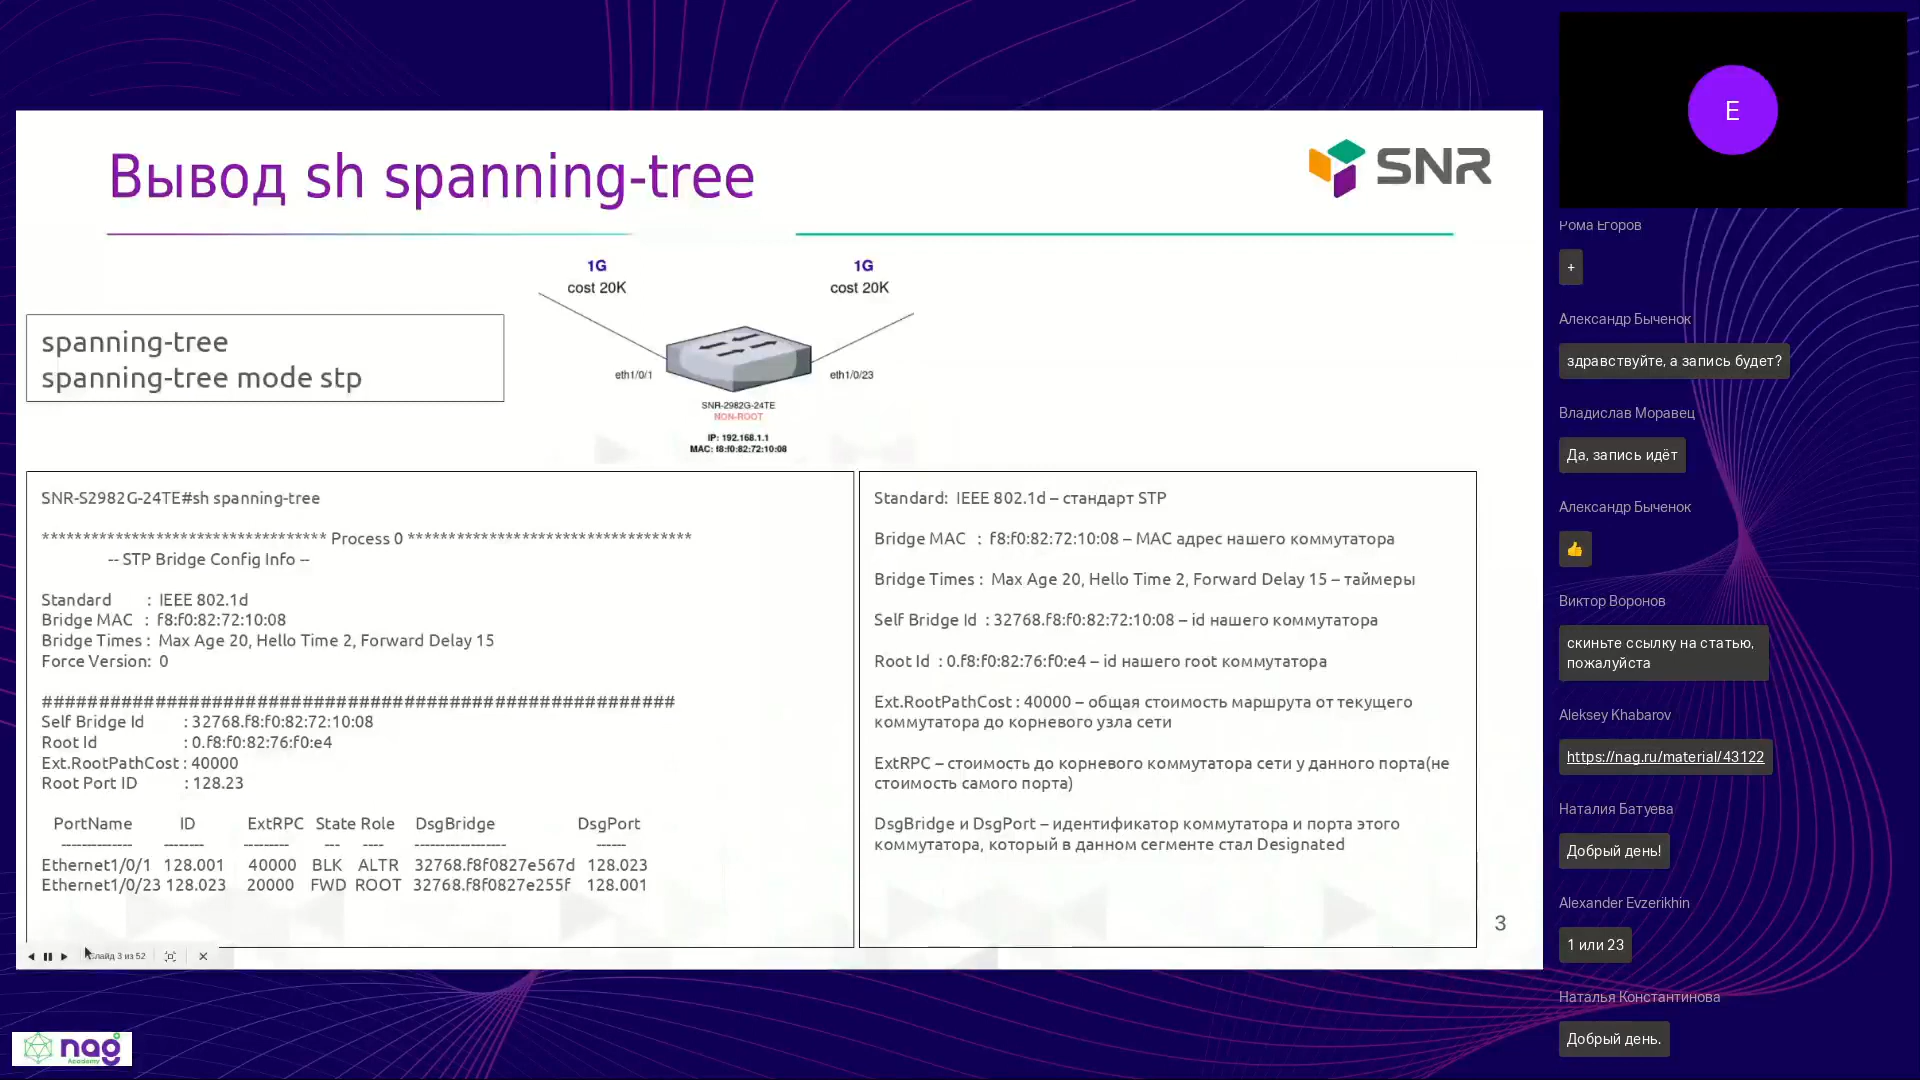 Вывод sh spanning-tree
SNR
1G
cost 20K
1G
cost 20K
spanning-tree
spanning-tree mode stp
eth1/0/1
eth1/0/23
SNR-2982G-24TE
NON-ROOT
IP: 192.168.1.1
MAC: f8:f0:82:72:10:08
SNR-S2982G-24TE#sh spanning-tree
********************************** Process 0 **********************************
-- STP Bridge Config Info --
Standard : IEEE 802.1d
Bridge MAC : f8:f0:82:72:10:08
Bridge Times : Max Age 20, Hello Time 2, Forward Delay 15
Force Version: 0
########################################################
Self Bridge Id : 32768.f8:f0:82:72:10:08
Root Id : 0.f8:f0:82:76:f0:e4
Ext.RootPathCost : 40000
Root Port ID : 128.23
PortName ID ExtRPC State Role DsgBridge DsgPort
-------------- -------- --------- --- ---- ------------------ ------
Ethernet1/0/1 128.001 40000 BLK ALTR 32768.f8f0827e567d 128.023
Ethernet1/0/23 128.023 20000 FWD ROOT 32768.f8f0827e255f 128.001
Standard: IEEE 802.1d – стандарт STP
Bridge MAC : f8:f0:82:72:10:08 – MAC адрес нашего коммутатора
Bridge Times : Max Age 20, Hello Time 2, Forward Delay 15 – таймеры
Self Bridge Id : 32768.f8:f0:82:72:10:08 – id нашего коммутатора
Root Id : 0.f8:f0:82:76:f0:e4 – id нашего root коммутатора
Ext.RootPathCost : 40000 – общая стоимость маршрута от текущего
коммутатора до корневого узла сети
ExtRPC – стоимость до корневого коммутатора сети у данного порта(не
стоимость самого порта)
DsgBridge и DsgPort – идентификатор коммутатора и порта этого
коммутатора, который в данном сегменте стал Designated
3
Слайд 3 из 52
nag
Academy
E
Рома Егоров
+
Александр Быченок
здравствуйте, а запись будет?
Владислав Моравец
Да, запись идёт
Александр Быченок
👍
Виктор Воронов
скиньте ссылку на статью,
пожалуйста
Aleksey Khabarov
https://nag.ru/material/43122
Наталия Батуева
Добрый день!
Alexander Evzerikhin
1 или 23
Наталья Константинова
Добрый день.